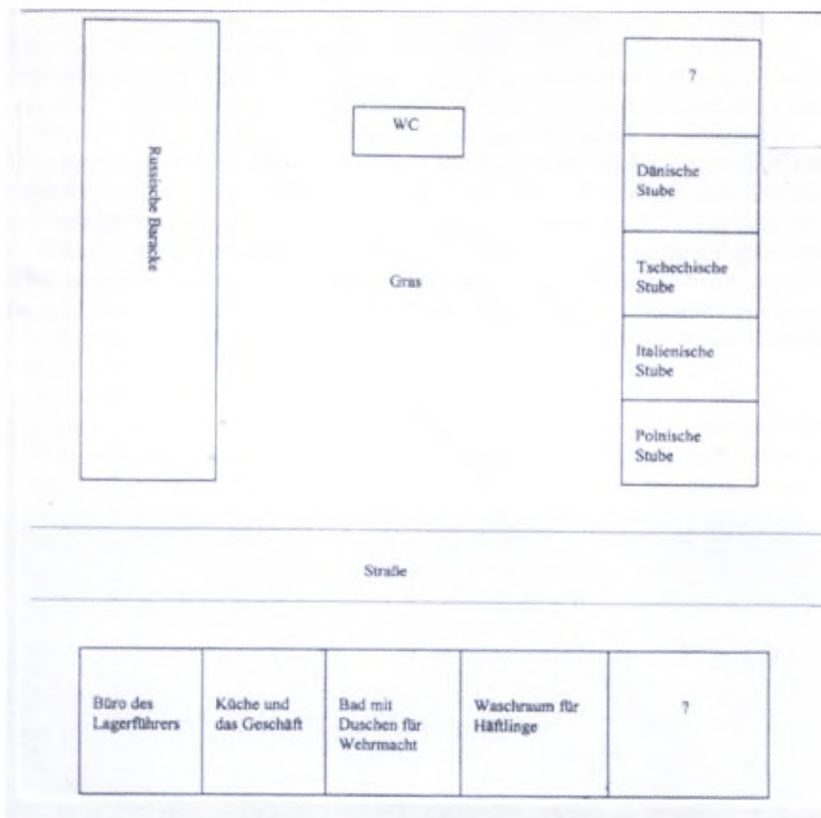 ?
WC
Russische Baracke
Dänische
Stube
Gras
Tschechische
Stube
Italienische
Stube
Polnische
Stube
Straße
Büro des
Lagerführers
Küche und
das Geschäft
Bad mit
Duschen für
Wehrmacht
Waschraum für
Häftlinge
?